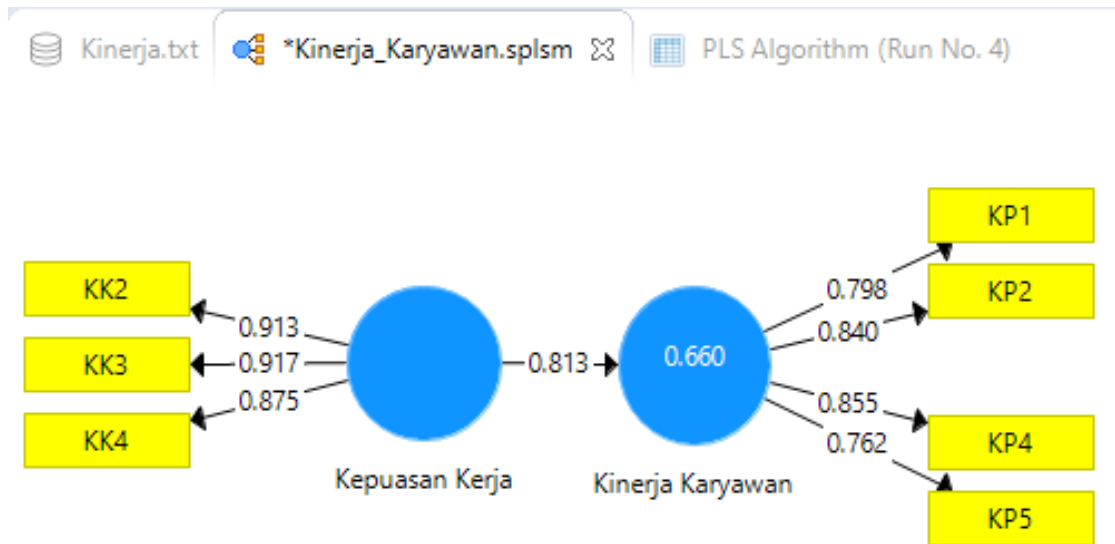 Kinerja.txt
*Kinerja_Karyawan.splsm
PLS Algorithm (Run No. 4)
KP1
KK2
0.798
KP2
0.913
0.840
KK3
0.917
0.813
0.660
0.875
0.855
KK4
0.762
KP4
Kepuasan Kerja
Kinerja Karyawan
KP5